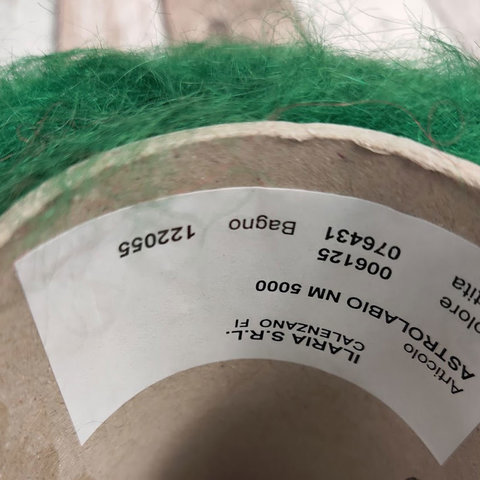 ILARIA S.R.L.
CALENZANO FI
Articolo
ASTROLABIO NM 5000
006125
076431 Bagno 122055